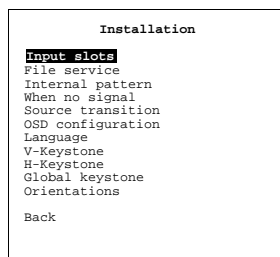 Installation
Input slots
File service
Internal pattern
When no signal
Source transition
OSD configuration
Language
V-Keystone
H-Keystone
Global keystone
Orientations
Back